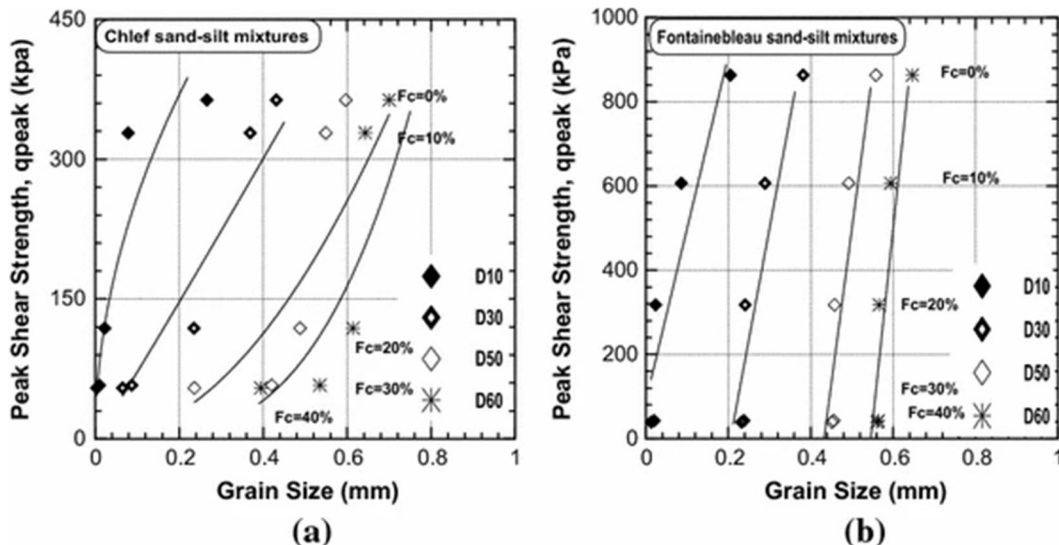 Chlef sand-silt mixtures
450
300
150
0
Peak Shear Strength, qpeak (kpa)
Fc=0%
Fc=10%
Fc=20%
Fc=30%
Fc=40%
D10
D30
D50
D60
0 0.2 0.4 0.6 0.8 1
Grain Size (mm)
(a)
Fontainebleau sand-silt mixtures
1000
800
600
400
200
0
Peak Shear Strength, qpeak (kPa)
Fc=0%
Fc=10%
Fc=20%
Fc=30%
Fc=40%
D10
D30
D50
D60
0 0.2 0.4 0.6 0.8 1
Grain Size (mm)
(b)